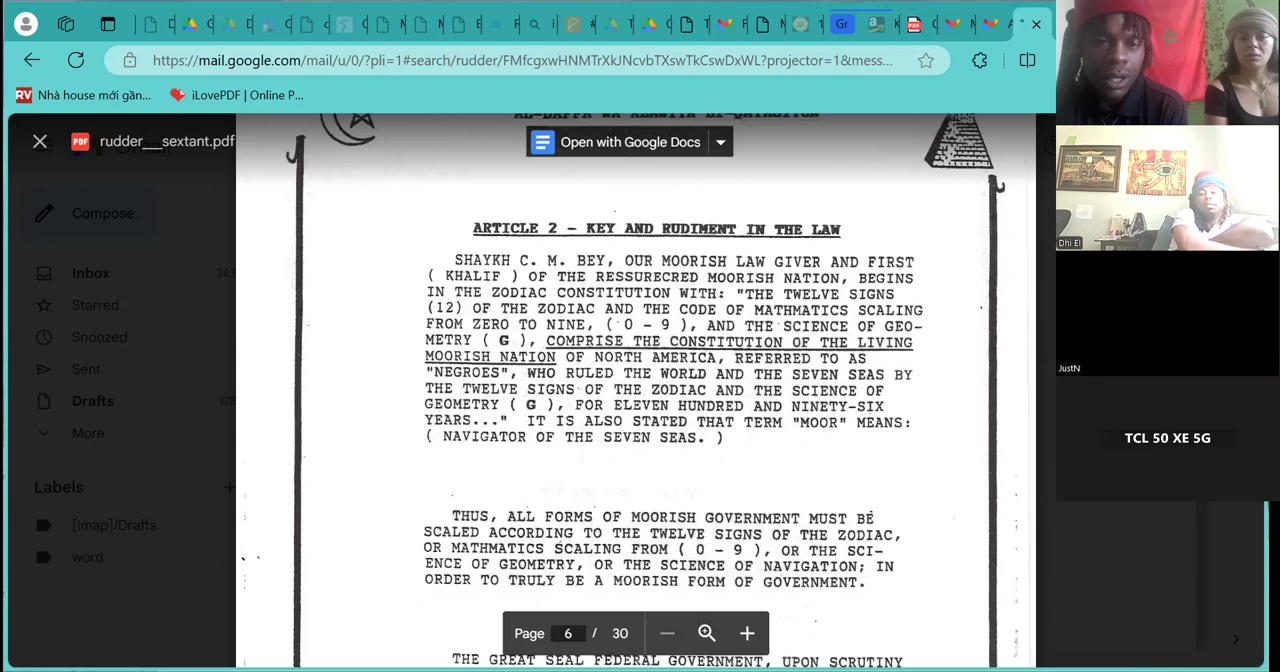 https://mail.google.com/mail/u/0/?pli=1#search/rudder/FMfcgxwHNMTrXkJNcvbTXswTkCswDxWL?projector=1&mess...
Nhà house mới gần...
iLovePDF | Online P...
rudder__sextant.pdf
Open with Google Docs
Compose
Inbox
243
Starred
Snoozed
Sent
Drafts
178
More
Labels
[Imap]/Drafts
word
ARTICLE 2 - KEY AND RUDIMENT IN THE LAW
SHAYKH C. M. BEY, OUR MOORISH LAW GIVER AND FIRST
( KHALIF ) OF THE RESSURECRED MOORISH NATION, BEGINS
IN THE ZODIAC CONSTITUTION WITH: "THE TWELVE SIGNS
(12) OF THE ZODIAC AND THE CODE OF MATHMATICS SCALING
FROM ZERO TO NINE, ( 0 - 9 ), AND THE SCIENCE OF GEO-
METRY ( G ), COMPRISE THE CONSTITUTION OF THE LIVING
MOORISH NATION OF NORTH AMERICA, REFERRED TO AS
"NEGROES", WHO RULED THE WORLD AND THE SEVEN SEAS BY
THE TWELVE SIGNS OF THE ZODIAC AND THE SCIENCE OF
GEOMETRY ( G ), FOR ELEVEN HUNDRED AND NINETY-SIX
YEARS..." IT IS ALSO STATED THAT TERM "MOOR" MEANS:
( NAVIGATOR OF THE SEVEN SEAS. )
THUS, ALL FORMS OF MOORISH GOVERNMENT MUST BE
SCALED ACCORDING TO THE TWELVE SIGNS OF THE ZODIAC,
OR MATHMATICS SCALING FROM ( 0 - 9 ), OR THE SCI-
ENCE OF GEOMETRY, OR THE SCIENCE OF NAVIGATION; IN
ORDER TO TRULY BE A MOORISH FORM OF GOVERNMENT.
THE GREAT SEAL FEDERAL GOVERNMENT, UPON SCRUTINY
Page 6 / 30
Dhi El
JustN
TCL 50 XE 5G